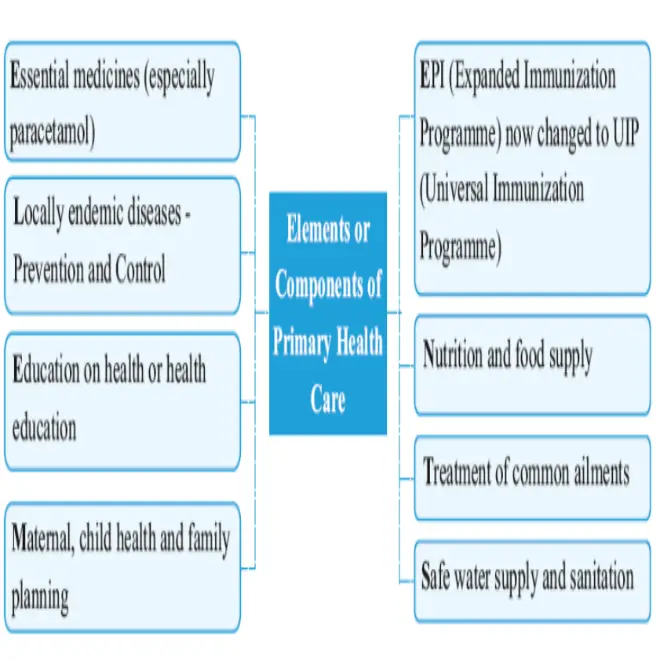 Essential medicines (especially
paracetamol)
Locally endemic diseases -
Prevention and Control
Education on health or health
education
Maternal, child health and family
planning
Elements or
Components of
Primary Health
Care
EPI (Expanded Immunization
Programme) now changed to UIP
(Universal Immunization
Programme)
Nutrition and food supply
Treatment of common ailments
Safe water supply and sanitation